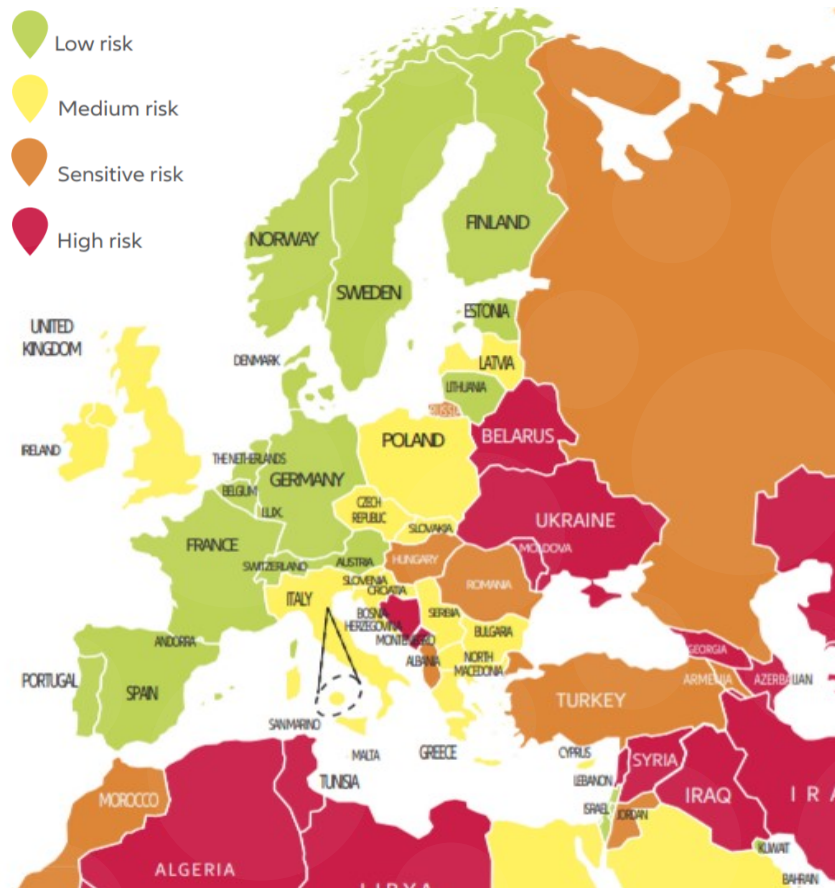 Low risk
Medium risk
Sensitive risk
High risk
NORWAY
FINLAND
SWEDEN
ESTONIA
UNITED
KINGDOM
DENMARK
LATVIA
LITHUANIA
IRELAND
POLAND
BELARUS
THE NETHERLANDS
GERMANY
BELGIUM
LUX.
CZECH
REPUBLIC
UKRAINE
SLOVAKIA
FRANCE
MOLDOVA
SWITZERLAND
AUSTRIA
HUNGARY
SLOVENIA
ROMANIA
CROATIA
ITALY
BOSNIA
HERZEGOVINA
SERBIA
MONTENEGRO
BULGARIA
ANDORRA
ALBANIA
NORTH
MACEDONIA
GEORGIA
PORTUGAL
SPAIN
ARMENIA
AZERBAIJAN
TURKEY
SAN MARINO
MALTA
GREECE
CYPRUS
SYRIA
TUNISIA
LEBANON
IRAQ
I R A
MOROCCO
ISRAEL
JORDAN
KUWAIT
ALGERIA
LIBYA
BAHRAIN